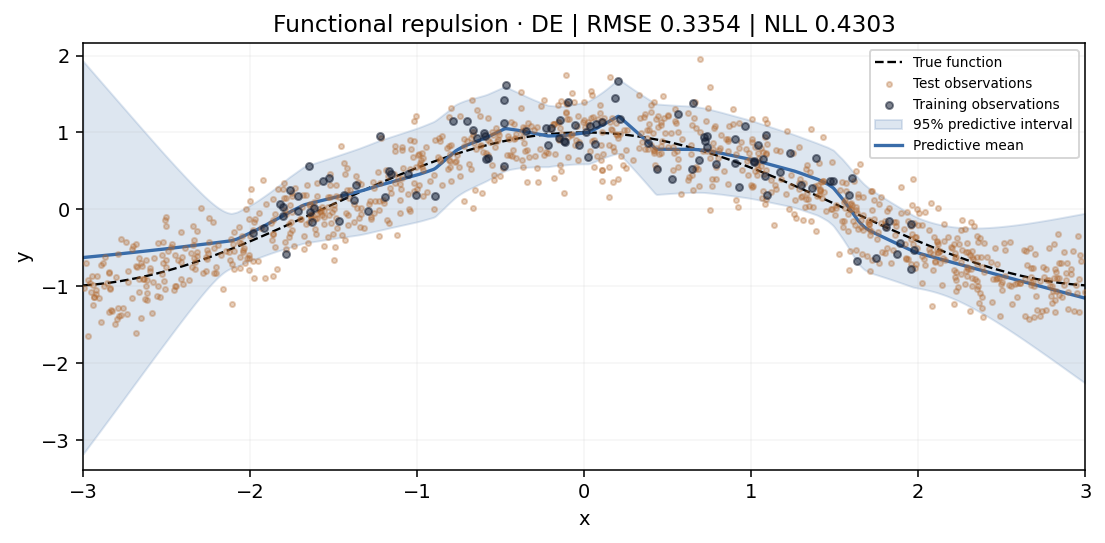 Functional repulsion · DE | RMSE 0.3354 | NLL 0.4303
True function
Test observations
Training observations
95% predictive interval
Predictive mean
2
1
0
−1
−2
−3
y
−3
−2
−1
0
1
2
3
x